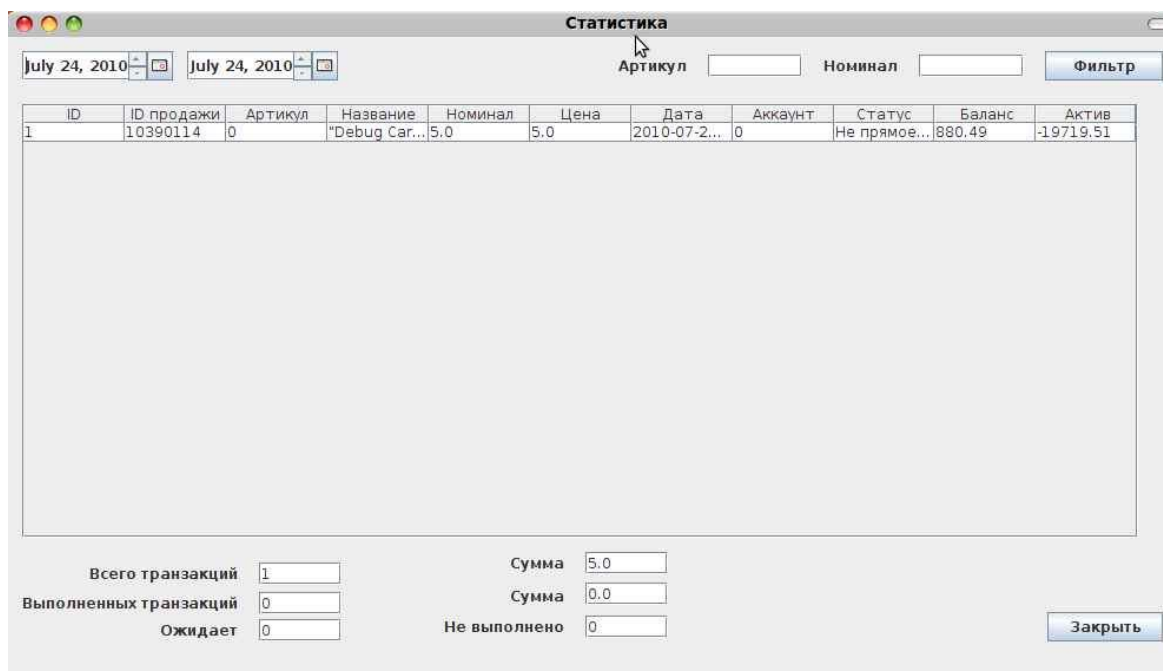 Статистика
July 24, 2010 July 24, 2010 Артикул Номинал Фильтр
ID ID продажи Артикул Название Номинал Цена Дата Аккаунт Статус Баланс Актив
1 10390114 0 "Debug Car... 5.0 5.0 2010-07-2... 0 Не прямое... 880.49 -19719.51
Всего транзакций 1 Сумма 5.0
Выполненных транзакций 0 Сумма 0.0
Ожидает 0 Не выполнено 0 Закрыть